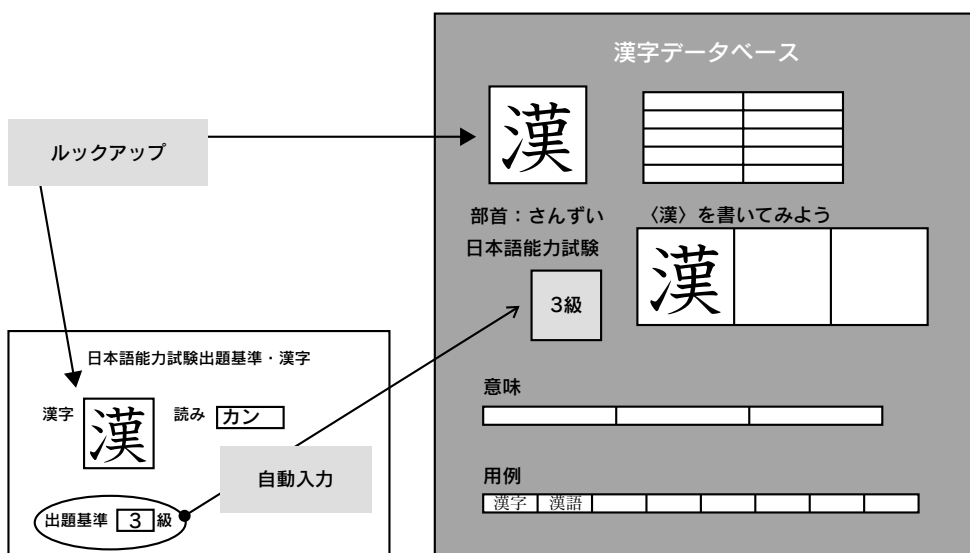 漢字データベース
漢
ルックアップ
部首：さんずい
〈漢〉を書いてみよう
日本語能力試験
漢
3級
日本語能力試験出題基準・漢字
漢字
漢
読み
カン
意味
自動入力
用例
漢字
漢語
出題基準 3 級